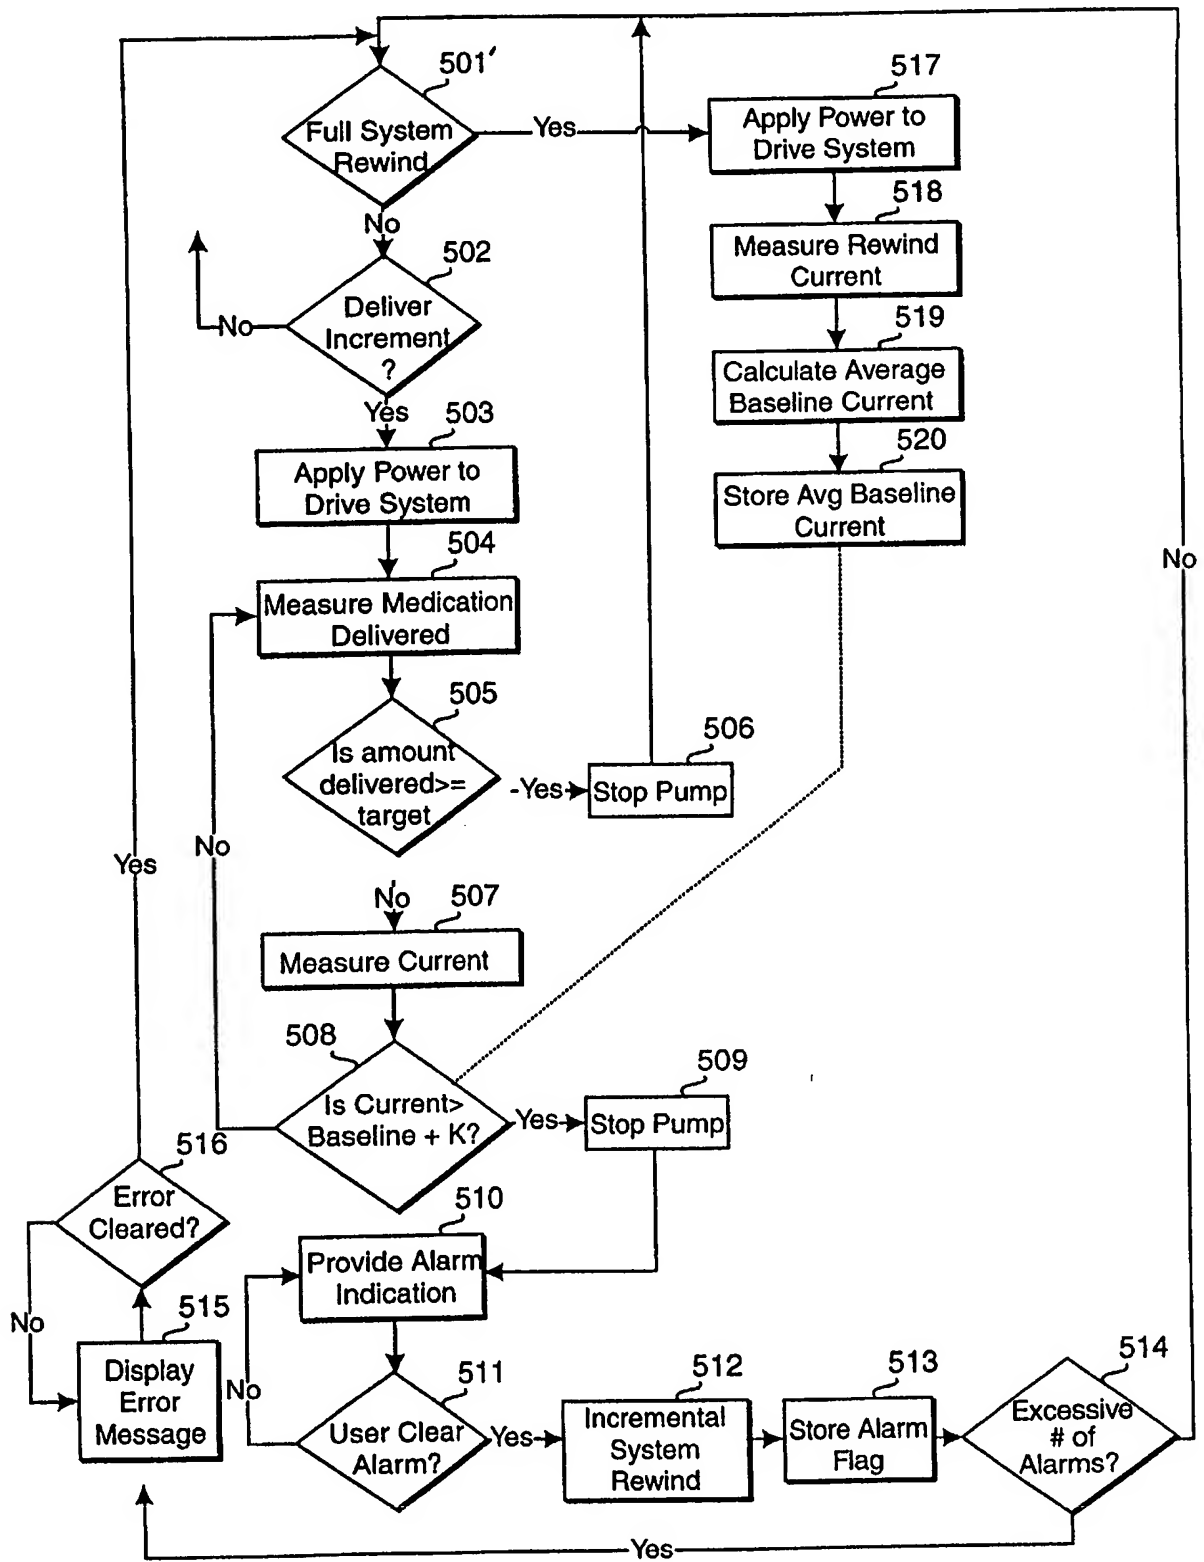 501'
Full System
Rewind
Yes
517
Apply Power to
Drive System
No
518
Measure Rewind
Current
502
Deliver
Increment
?
No
519
Calculate Average
Baseline Current
Yes
503
Apply Power to
Drive System
520
Store Avg Baseline
Current
504
Measure Medication
Delivered
No
505
Is amount
delivered>=
target
-Yes
506
Stop Pump
No
Yes
No
507
Measure Current
508
Is Current>
Baseline + K?
Yes
509
Stop Pump
516
Error
Cleared?
510
Provide Alarm
Indication
No
515
Display
Error
Message
No
511
User Clear
Alarm?
Yes
512
Incremental
System
Rewind
513
Store Alarm
Flag
514
Excessive
# of
Alarms?
Yes